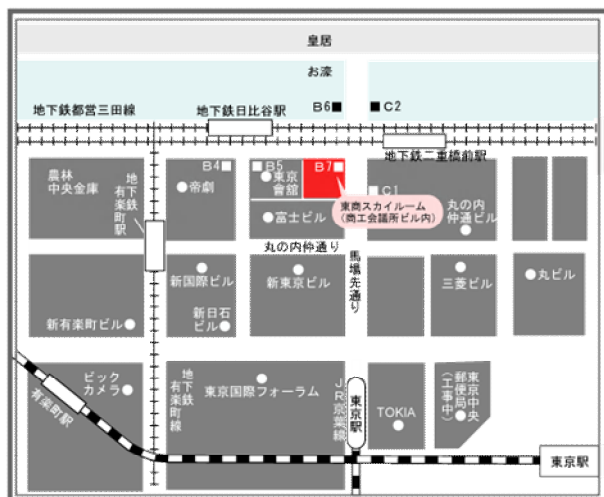 皇居
お濠
B6
C2
地下鉄都営三田線
地下鉄日比谷駅
地下鉄二重橋前駅
農林
中央金庫
地下鉄
有楽町駅
B4
帝劇
B5
東京
會舘
B7
C1
東商スカイルーム
(商工会議所ビル内)
丸の内
仲通ビル
富士ビル
丸の内仲通り
馬場先通り
新国際ビル
新東京ビル
三菱ビル
丸ビル
新日石
ビル
新有楽町ビル
ビック
カメラ
有楽町駅
地下鉄
有楽町線
東京国際フォーラム
JR京葉線
東京駅
TOKIA
東京中央
郵便局
(工事中)
東京駅